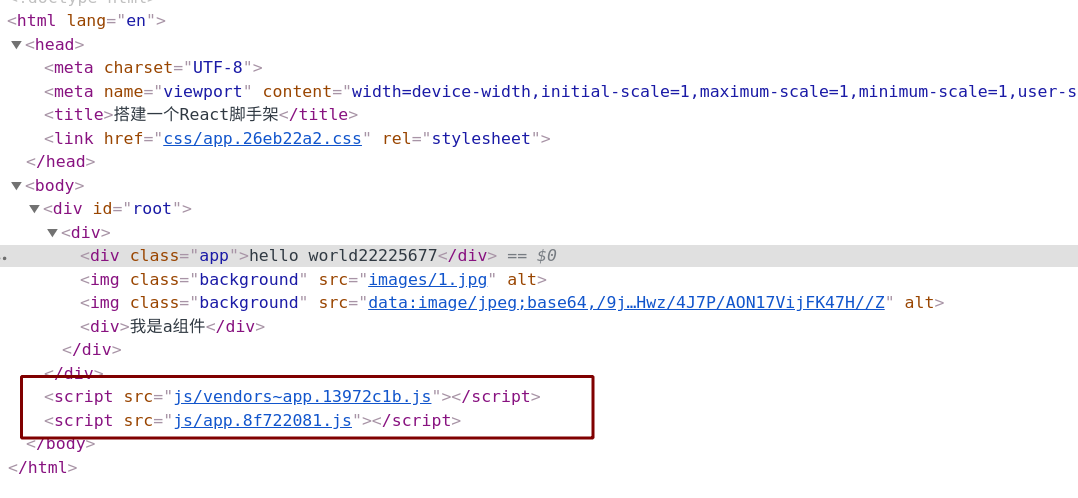 <!doctype html>
<html lang="en">
<head>
<meta charset="UTF-8">
<meta name="viewport" content="width=device-width,initial-scale=1,maximum-scale=1,minimum-scale=1,user-s
<title>搭建一个React脚手架</title>
<link href="css/app.26eb22a2.css" rel="stylesheet">
</head>
<body>
<div id="root">
<div>
<div class="app">hello world22225677</div> == $0
<img class="background" src="images/1.jpg" alt>
<img class="background" src="data:image/jpeg;base64,/9j…Hwz/4J7P/AON17VijFK47H//Z" alt>
<div>我是a组件</div>
</div>
</div>
<script src="js/vendors~app.13972c1b.js"></script>
<script src="js/app.8f722081.js"></script>
</body>
</html>